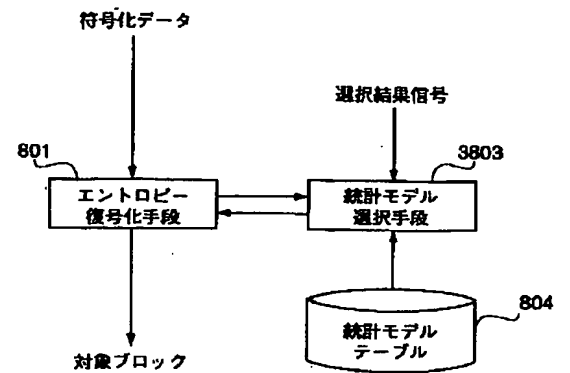 符号化データ
選択結果信号
801
3803
エントロピー
復号化手段
統計モデル
選択手段
804
統計モデル
テーブル
対象ブロック